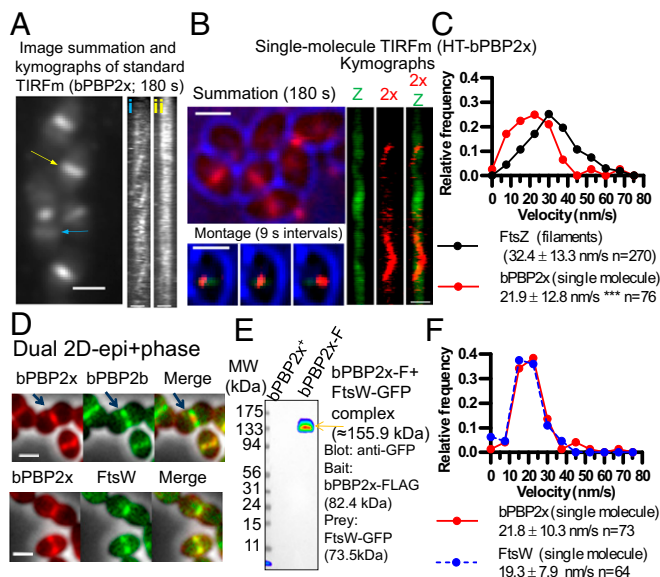 A
Image summation and
kymographs of standard
TIRFm (bPBP2x; 180 s)
i
ii
B
Single-molecule TIRFm (HT-bPBP2x)
Kymographs
Summation (180 s)
Z
2x
2x
Z
Montage (9 s intervals)
C
Relative frequency
0.4
0.3
0.2
0.1
0.0
0 10 20 30 40 50 60 70 80
Velocity (nm/s)
FtsZ (filaments)
(32.4 ± 13.3 nm/s n=270)
bPBP2x (single molecule)
21.9 ± 12.8 nm/s *** n=76
D
Dual 2D-epi+phase
bPBP2x bPBP2b Merge
bPBP2x FtsW Merge
E
MW
(kDa)
bPBP2x⁺
bPBP2x-F
175
133
94
56
31
24
15
11
bPBP2x-F+
FtsW-GFP
complex
(≈155.9 kDa)
Blot: anti-GFP
Bait:
bPBP2x-FLAG
(82.4 kDa)
Prey:
FtsW-GFP
(73.5kDa)
F
Relative frequency
0.4
0.3
0.2
0.1
0.0
0 10 20 30 40 50 60 70 80
Velocity (nm/s)
bPBP2x (single molecule)
21.8 ± 10.3 nm/s n=73
FtsW (single molecule)
19.3 ± 7.9 nm/s n=64